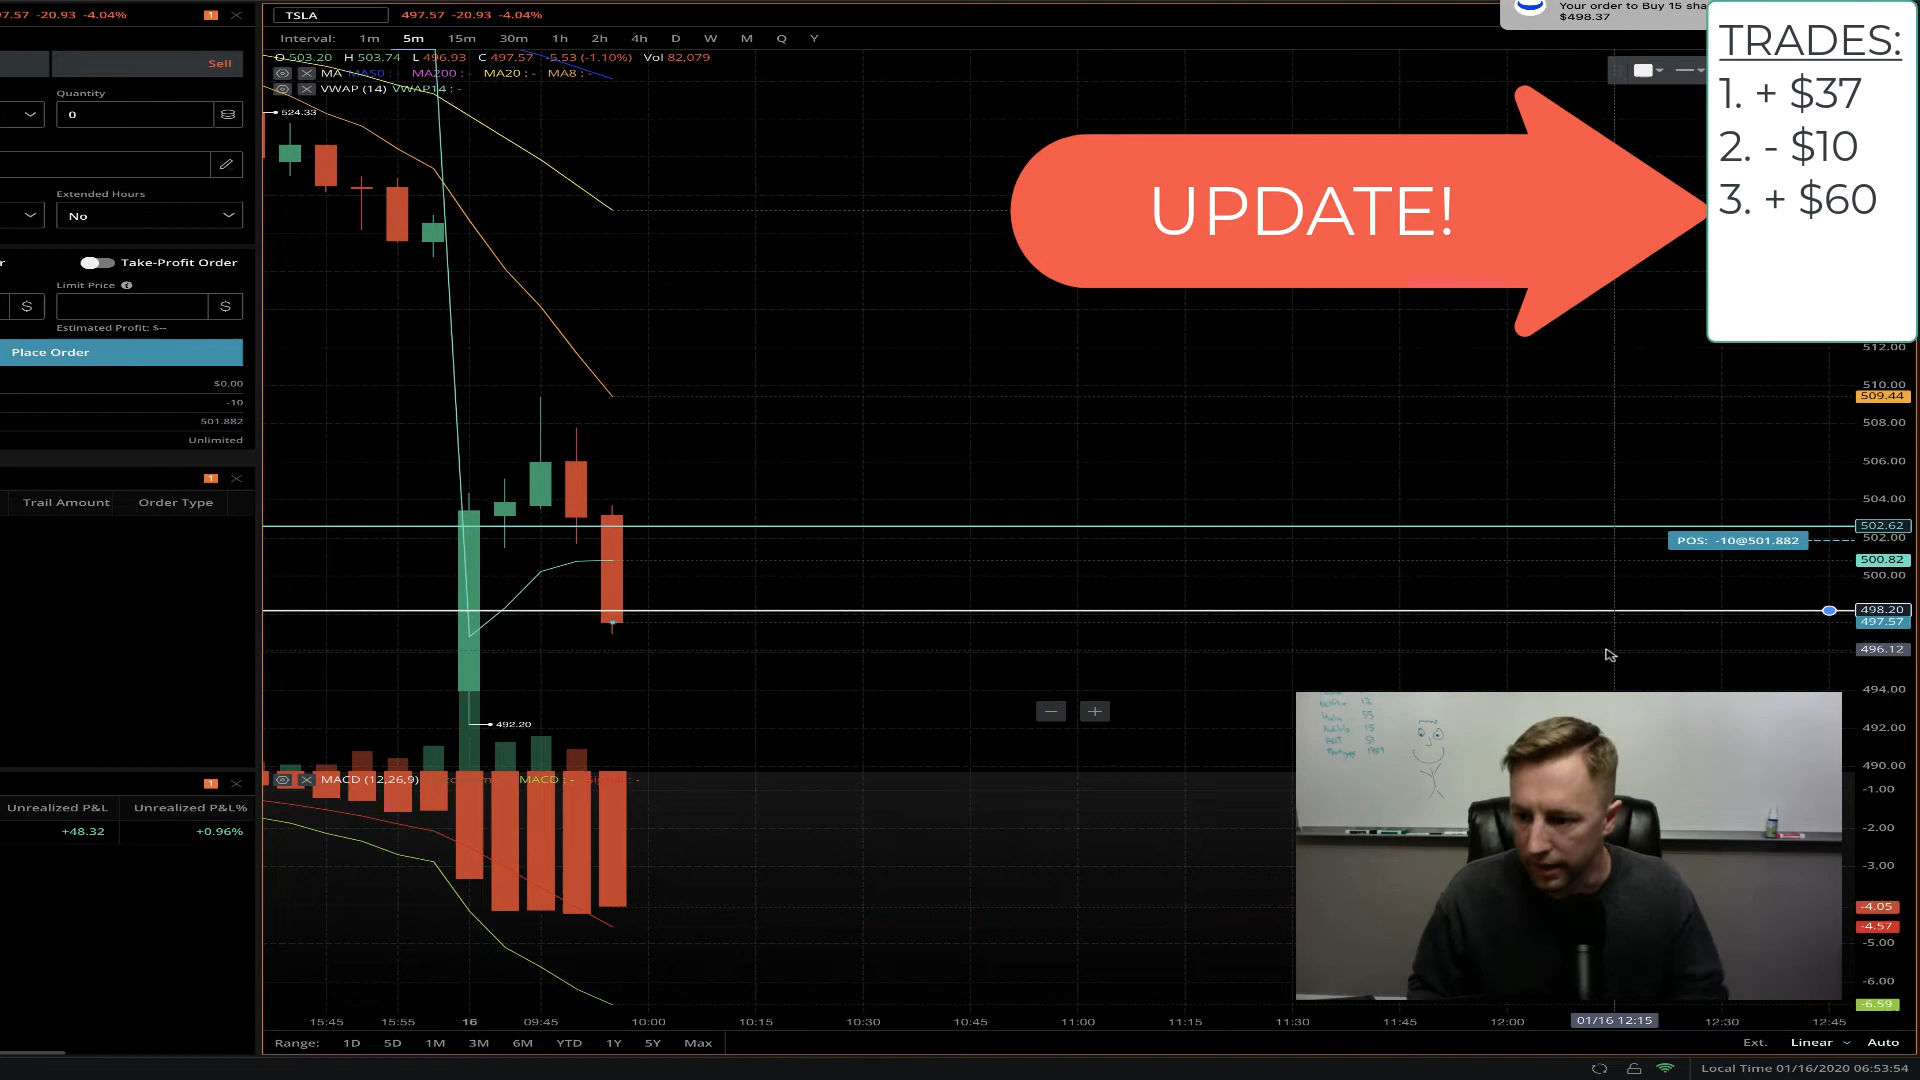 7.57 -20.93 -4.04% 1
Sell
Quantity
0
Extended Hours
No
r Take-Profit Order
Limit Price
$ $
Estimated Profit: $--
Place Order
$0.00
-10
501.882
Unlimited
1
Trail Amount Order Type
1
Unrealized P&L Unrealized P&L%
+48.32 +0.96%
TSLA 497.57 -20.93 -4.04%
Interval: 1m 5m 15m 30m 1h 2h 4h D W M Q Y
O 503.20 H 503.74 L 496.93 C 497.57 -5.53 (-1.10%) Vol 82,079
MA MA50 : - MA200 : - MA20 : - MA8 : -
VWAP (14) VWAP14 : -
524.33
492.20
MACD (12,26,9) MACD : -
Your order to Buy 15 sha
$498.37
UPDATE!
TRADES:
1. + $37
2. - $10
3. + $60
512.00
510.00
509.44
508.00
506.00
504.00
502.62
502.00
POS: -10@501.882
500.82
500.00
498.20
497.57
496.12
494.00
492.00
490.00
-1.00
-2.00
-3.00
-4.05
-4.57
-5.00
-6.00
-6.59
15:45 15:55 16 09:45 10:00 10:15 10:30 10:45 11:00 11:15 11:30 11:45 12:00 01/16 12:15 12:30 12:45
Range: 1D 5D 1M 3M 6M YTD 1Y 5Y Max Ext. Linear Auto
Local Time 01/16/2020 06:53:54